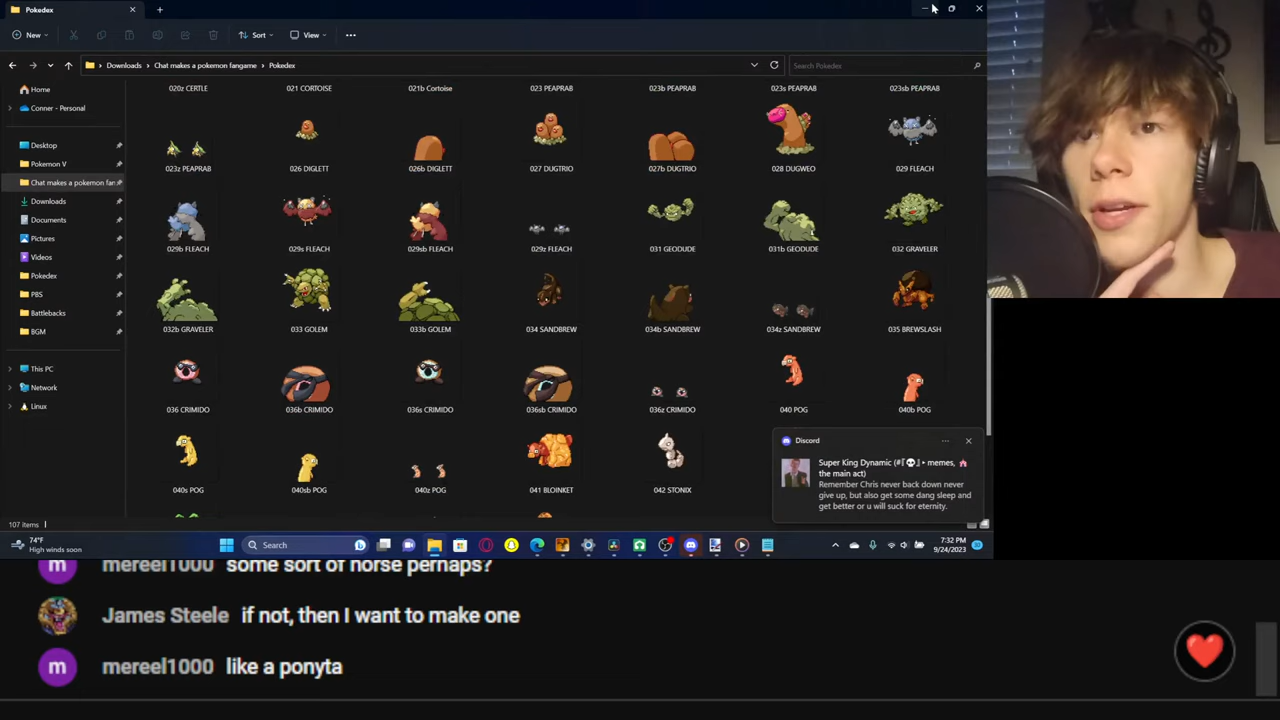 Pokedex
New
Sort
View
Downloads
Chat makes a pokemon fangame
Pokedex
Search Pokedex
Home
Conner - Personal
Desktop
Pokemon V
Chat makes a pokemon fan
Downloads
Documents
Pictures
Videos
Pokedex
PBS
Battlebacks
BGM
This PC
Network
Linux
020z CERTLE 021 CORTOISE 021b Cortoise 023 PEAPRAB 023b PEAPRAB 023s PEAPRAB 023sb PEAPRAB
023z PEAPRAB 026 DIGLETT 026b DIGLETT 027 DUGTRIO 027b DUGTRIO 028 DUGWEO 029 FLEACH
029b FLEACH 029s FLEACH 029sb FLEACH 029z FLEACH 031 GEODUDE 031b GEODUDE 032 GRAVELER
032b GRAVELER 033 GOLEM 033b GOLEM 034 SANDBREW 034b SANDBREW 034z SANDBREW 035 BREWSLASH
036 CRIMIDO 036b CRIMIDO 036s CRIMIDO 036sb CRIMIDO 036z CRIMIDO 040 POG 040b POG
040s POG 040sb POG 040z POG 041 BLOINKET 042 STONIX
Discord
Super King Dynamic (#『💀』▸ memes, 🏠
the main act)
Remember Chris never back down never
give up, but also get some dang sleep and
get better or u will suck for eternity.
107 items
74°F
High winds soon
Search
7:32 PM
9/24/2023
mereel1000 some sort of horse perhaps?
James Steele if not, then I want to make one
m mereel1000 like a ponyta